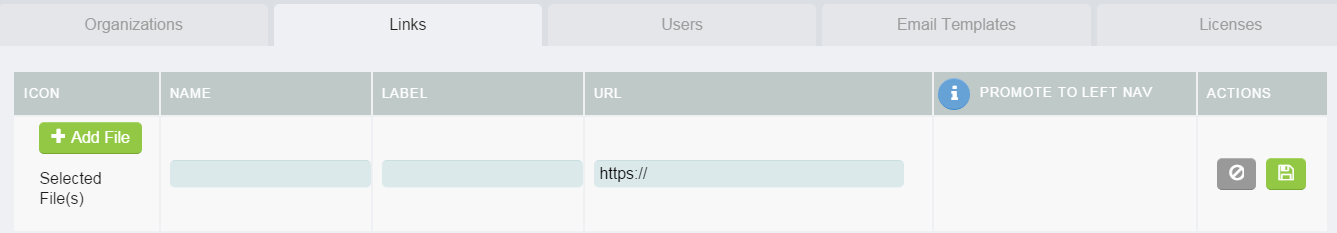 Organizations
Links
Users
Email Templates
Licenses
ICON
NAME
LABEL
URL
PROMOTE TO LEFT NAV
ACTIONS
Add File
Selected
File(s)
https://